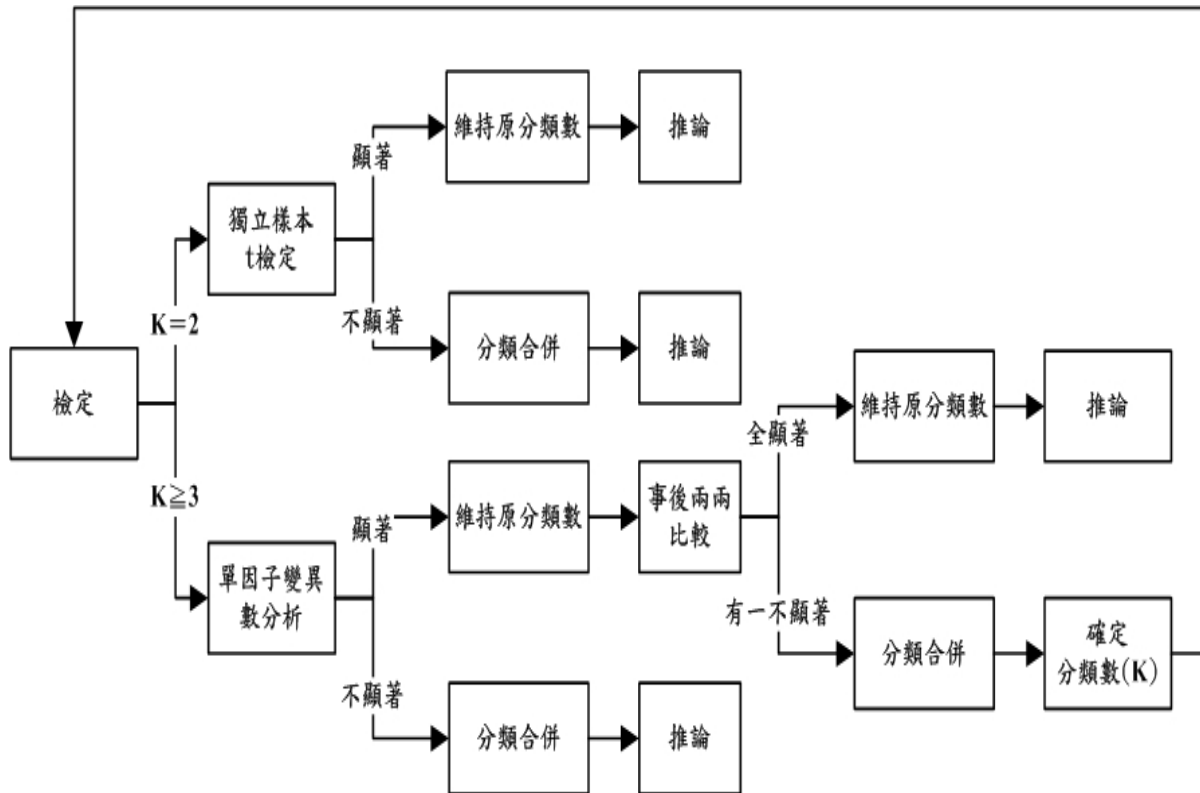 檢定
K=2
K≧3
獨立樣本
t檢定
顯著
不顯著
維持原分類數
推論
分類合併
推論
單因子變異
數分析
顯著
不顯著
維持原分類數
事後兩兩
比較
分類合併
推論
全顯著
有一不顯著
維持原分類數
推論
分類合併
確定
分類數(K)